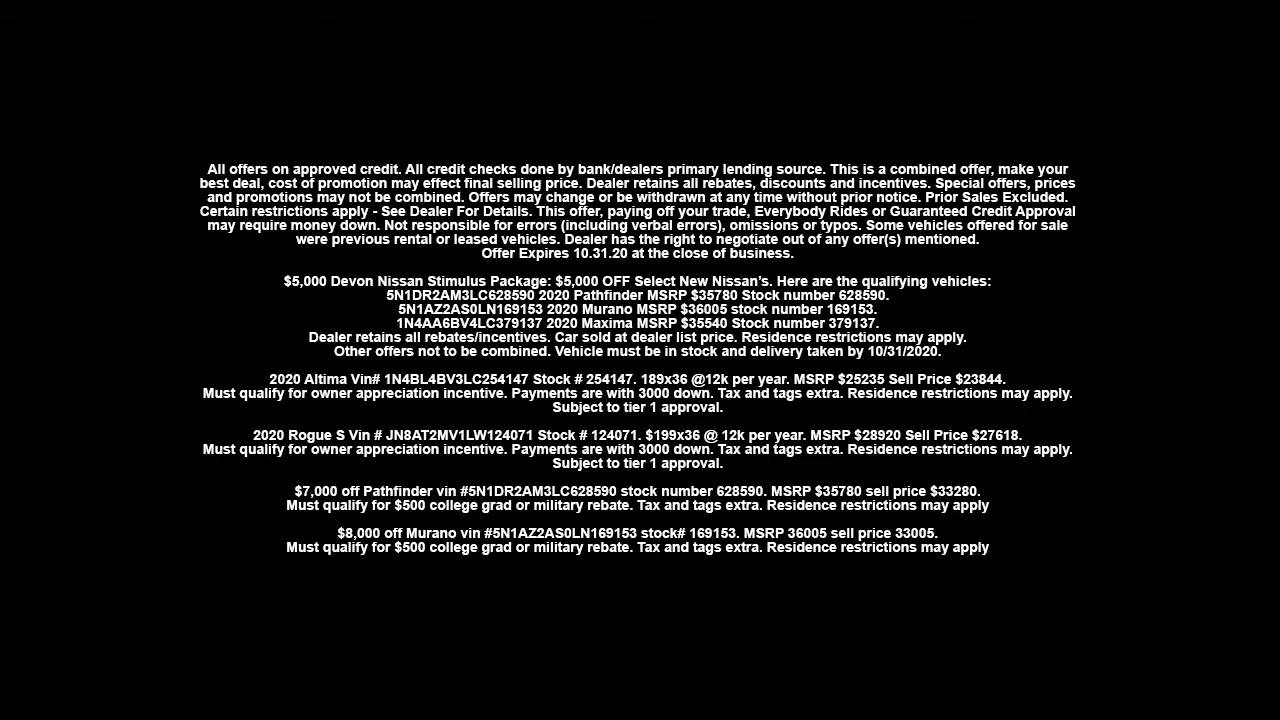 All offers on approved credit. All credit checks done by bank/dealers primary lending source. This is a combined offer, make your
best deal, cost of promotion may effect final selling price. Dealer retains all rebates, discounts and incentives. Special offers, prices
and promotions may not be combined. Offers may change or be withdrawn at any time without prior notice. Prior Sales Excluded.
Certain restrictions apply - See Dealer For Details. This offer, paying off your trade, Everybody Rides or Guaranteed Credit Approval
may require money down. Not responsible for errors (including verbal errors), omissions or typos. Some vehicles offered for sale
were previous rental or leased vehicles. Dealer has the right to negotiate out of any offer(s) mentioned.
Offer Expires 10.31.20 at the close of business.
$5,000 Devon Nissan Stimulus Package: $5,000 OFF Select New Nissan's. Here are the qualifying vehicles:
5N1DR2AM3LC628590 2020 Pathfinder MSRP $35780 Stock number 628590.
5N1AZ2AS0LN169153 2020 Murano MSRP $36005 stock number 169153.
1N4AA6BV4LC379137 2020 Maxima MSRP $35540 Stock number 379137.
Dealer retains all rebates/incentives. Car sold at dealer list price. Residence restrictions may apply.
Other offers not to be combined. Vehicle must be in stock and delivery taken by 10/31/2020.
2020 Altima Vin# 1N4BL4BV3LC254147 Stock # 254147. 189x36 @12k per year. MSRP $25235 Sell Price $23844.
Must qualify for owner appreciation incentive. Payments are with 3000 down. Tax and tags extra. Residence restrictions may apply.
Subject to tier 1 approval.
2020 Rogue S Vin # JN8AT2MV1LW124071 Stock # 124071. $199x36 @ 12k per year. MSRP $28920 Sell Price $27618.
Must qualify for owner appreciation incentive. Payments are with 3000 down. Tax and tags extra. Residence restrictions may apply.
Subject to tier 1 approval.
$7,000 off Pathfinder vin #5N1DR2AM3LC628590 stock number 628590. MSRP $35780 sell price $33280.
Must qualify for $500 college grad or military rebate. Tax and tags extra. Residence restrictions may apply
$8,000 off Murano vin #5N1AZ2AS0LN169153 stock# 169153. MSRP 36005 sell price 33005.
Must qualify for $500 college grad or military rebate. Tax and tags extra. Residence restrictions may apply